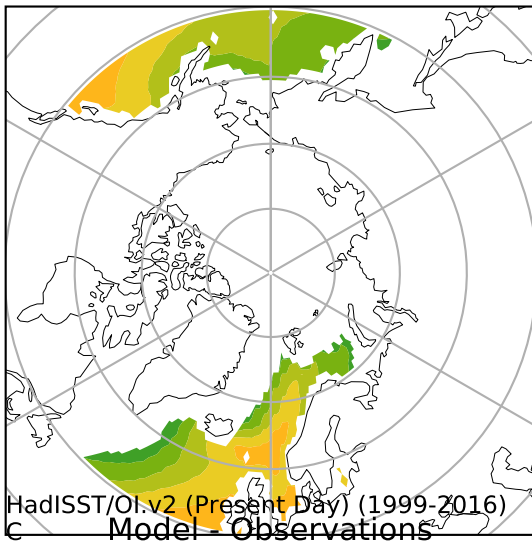 HadISST/OI.v2 (Present Day) (1999-2016)
C Model - Observations